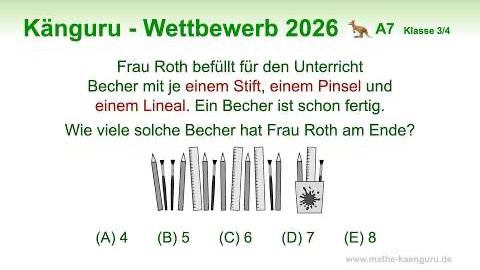 Känguru - Wettbewerb 2026 A7 Klasse 3/4
Frau Roth befüllt für den Unterricht
Becher mit je einem Stift, einem Pinsel und
einem Lineal. Ein Becher ist schon fertig.
Wie viele solche Becher hat Frau Roth am Ende?
(A) 4 (B) 5 (C) 6 (D) 7 (E) 8
www.mathe-kaenguru.de